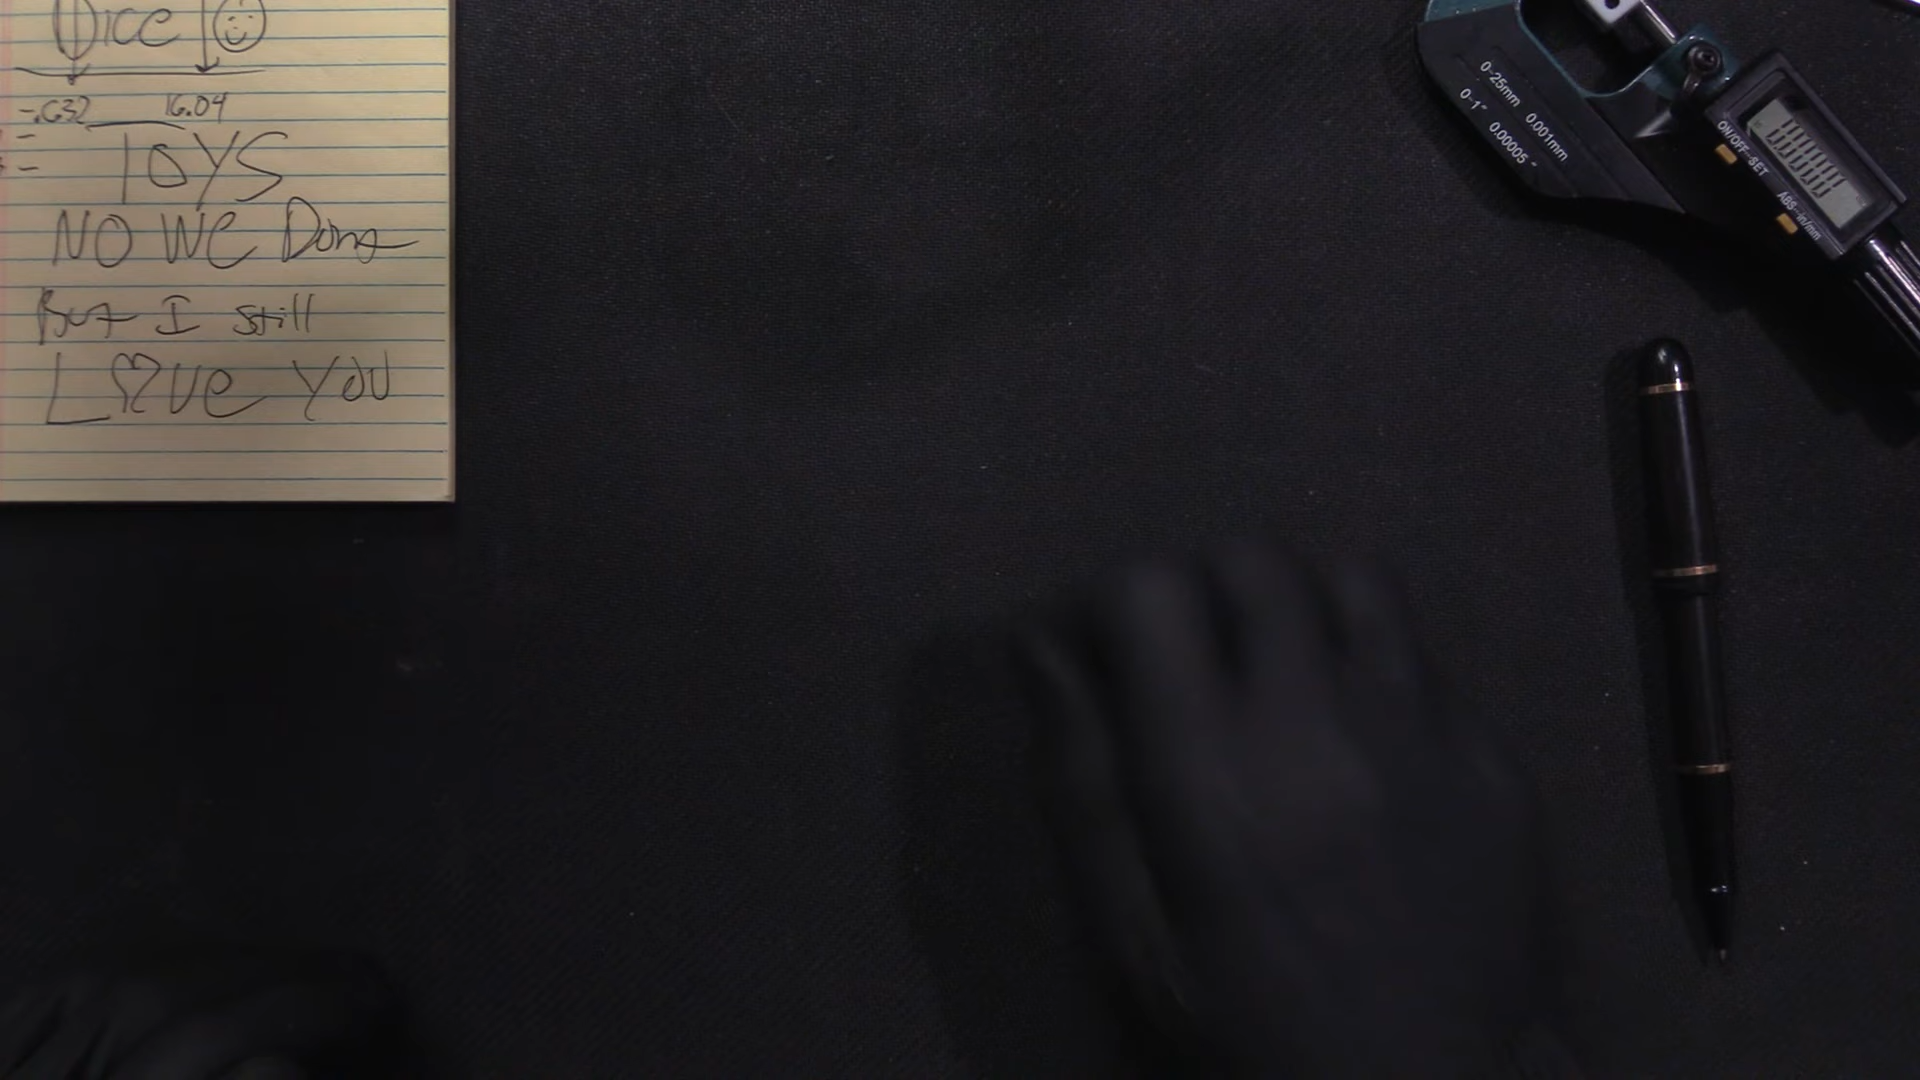 Dice
-.632 16.04
TOYS
NO WE Done
But I still
Love You
0-25mm 0.001mm
0-1" 0.00005"
ON/OFF SET
ABS in/mm